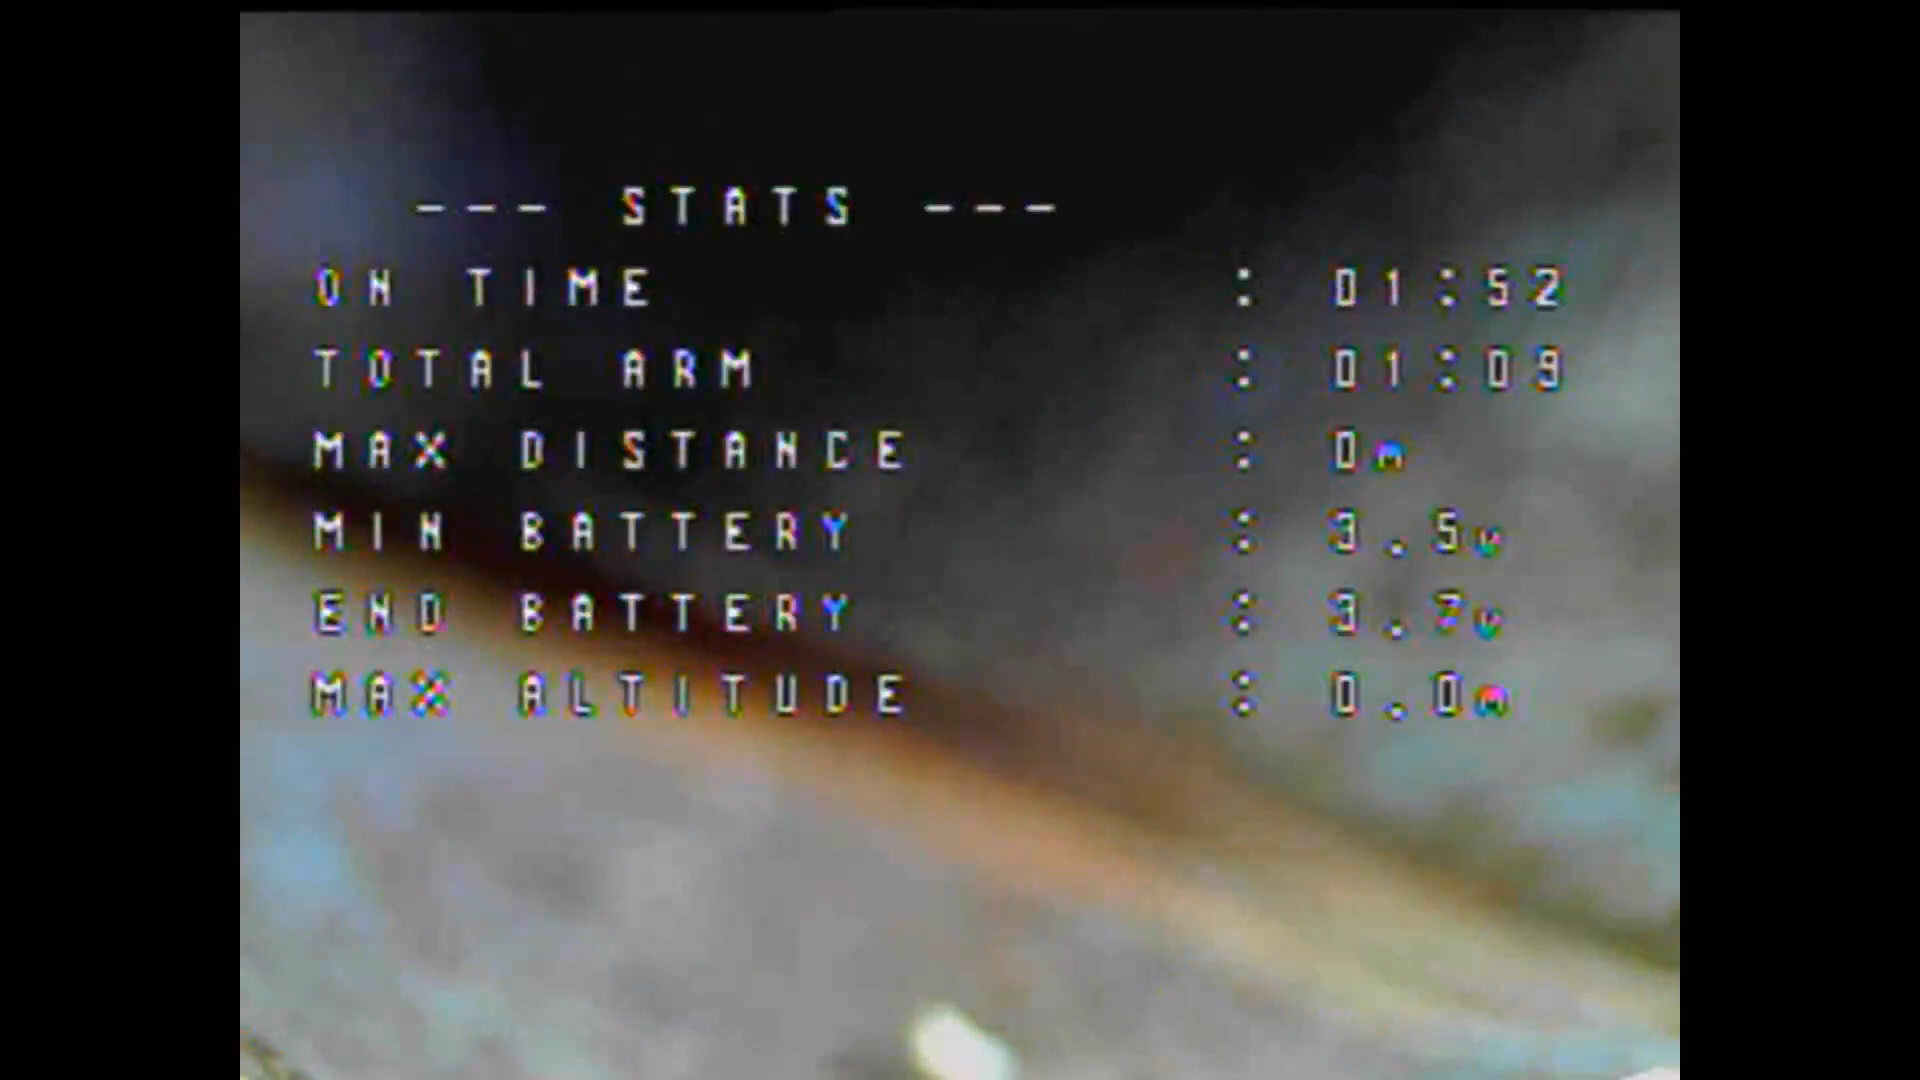 --- STATS ---
ON TIME : 01:52
TOTAL ARM : 01:09
MAX DISTANCE : 0m
MIN BATTERY : 3.5v
END BATTERY : 3.7v
MAX ALTITUDE : 0.0m